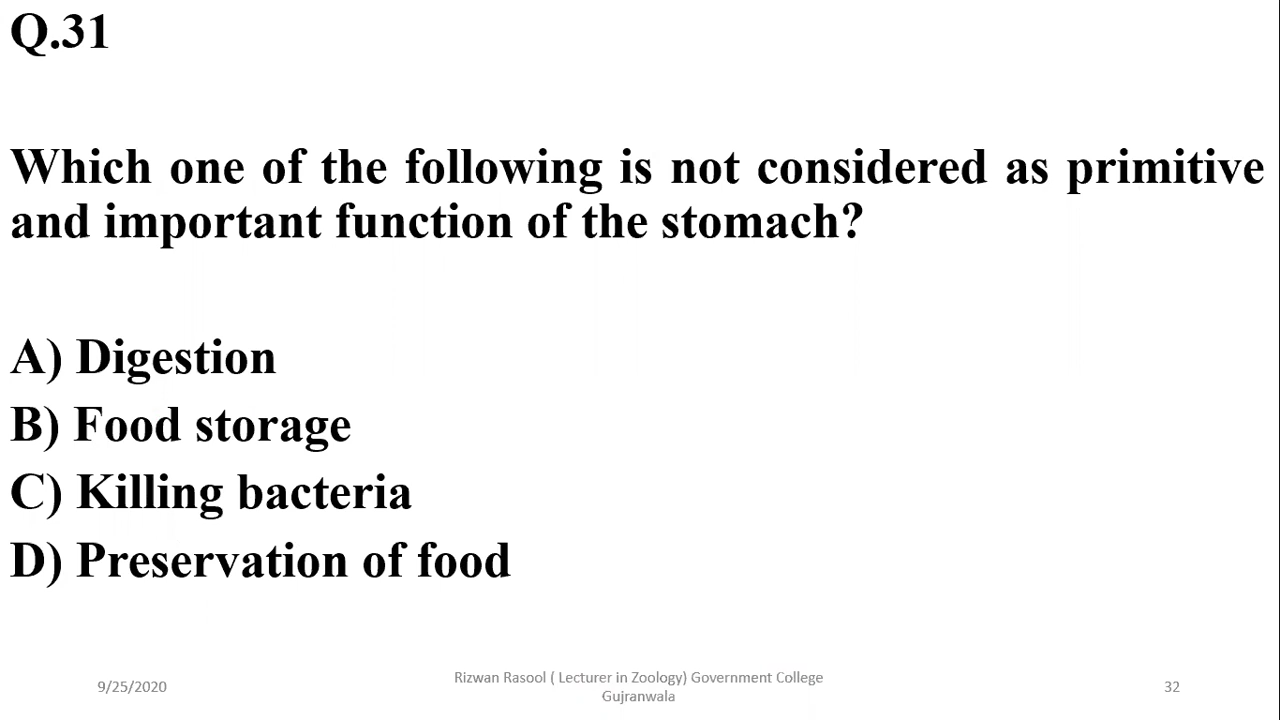 Q.31
Which one of the following is not considered as primitive
and important function of the stomach?
A) Digestion
B) Food storage
C) Killing bacteria
D) Preservation of food
9/25/2020
Rizwan Rasool ( Lecturer in Zoology) Government College
Gujranwala
32